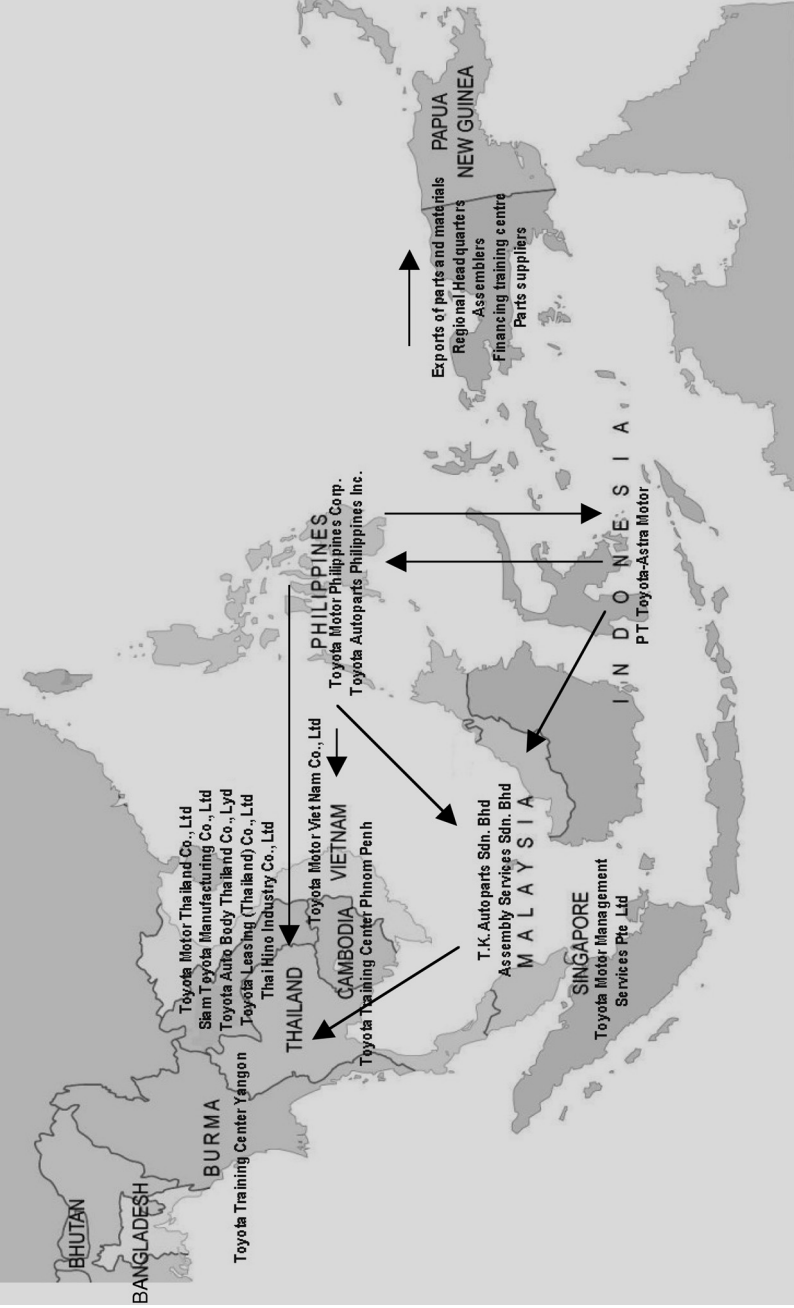 BHUTAN
BANGLADESH
BURMA
Toyota Training Center Yangon
Toyota Motor Thailand Co., Ltd
Siam Toyota Manufacturing Co., Ltd
Toyota Auto Body Thailand Co., Lyd
Toyota Leasing (Thailand) Co., Ltd
Thai Hino Industry Co., Ltd
THAILAND
Toyota Motor Viet Nam Co., Ltd
VIETNAM
CAMBODIA
Toyota Training Center Phnom Penh
PHILIPPINES
Toyota Motor Philippines Corp.
Toyota Autoparts Philippines Inc.
T.K. Autoparts Sdn. Bhd
Assembly Services Sdn. Bhd
MALAYSIA
SINGAPORE
Toyota Motor Management
Services Pte Ltd
INDONESIA
PT Toyota-Astra Motor
PAPUA
NEW GUINEA
Exports of parts and materials
Regional Headquarters
Assemblers
Financing training centre
Parts suppliers